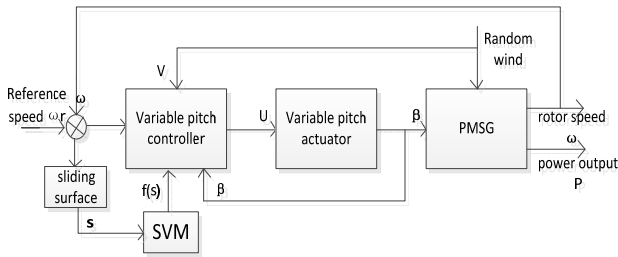 Random
wind
V
ω
Reference
speed ωr
Variable pitch
controller
U
Variable pitch
actuator
β
PMSG
rotor speed
ω
power output
P
sliding
surface
f(s)
β
s
SVM